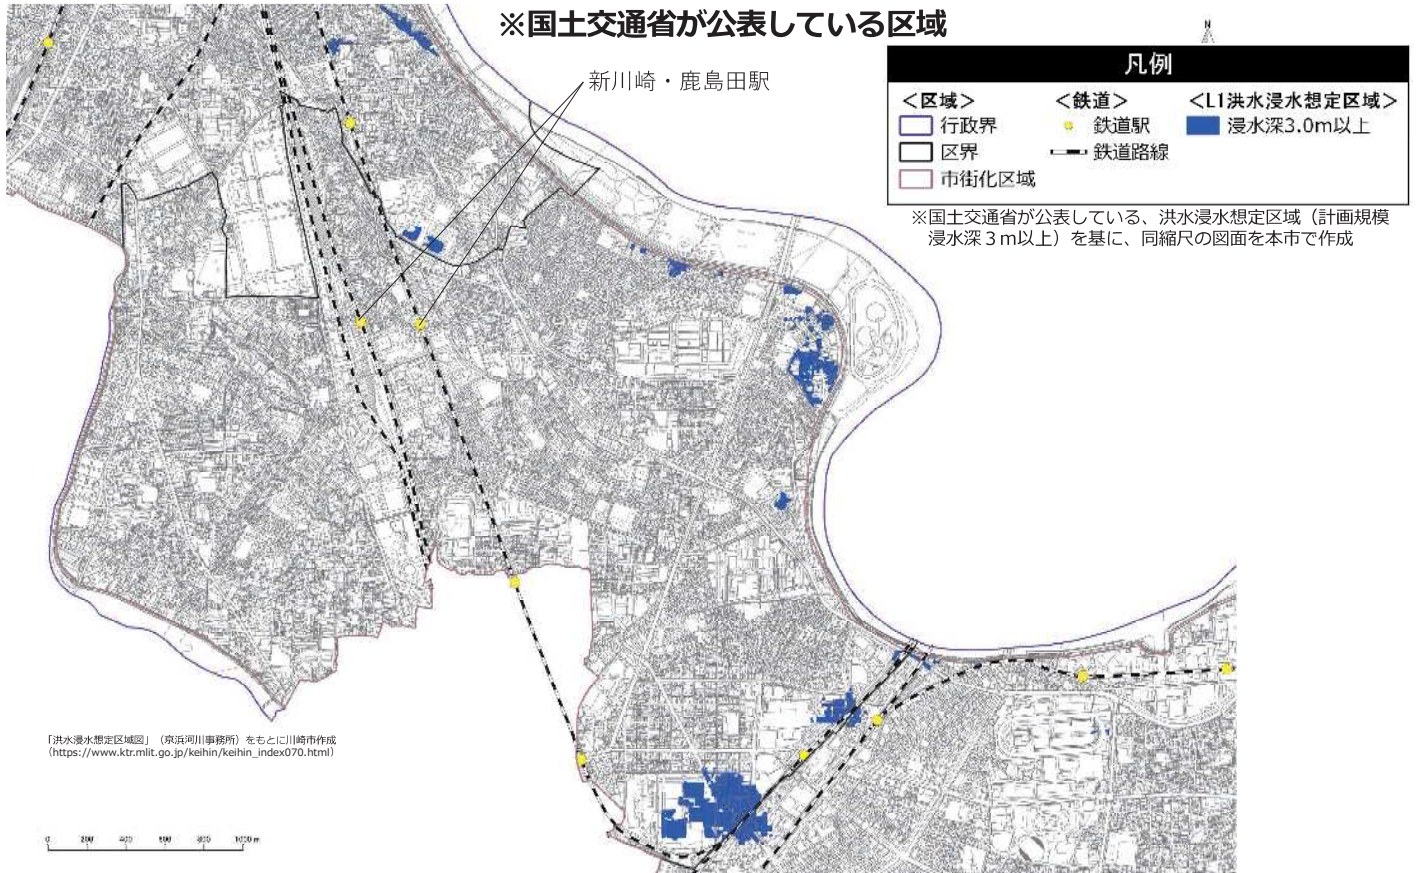 ※国土交通省が公表している区域
新川崎・鹿島田駅
N
凡例
＜区域＞
行政界
区界
市街化区域
＜鉄道＞
鉄道駅
鉄道路線
＜L1洪水浸水想定区域＞
浸水深3.0m以上
※国土交通省が公表している、洪水浸水想定区域（計画規模
浸水深３ｍ以上）を基に、同縮尺の図面を本市で作成
「洪水浸水想定区域図」（京浜河川事務所）をもとに川崎市作成
（https://www.ktr.mlit.go.jp/keihin/keihin_index070.html）
0 200 400 600 800 1000 m